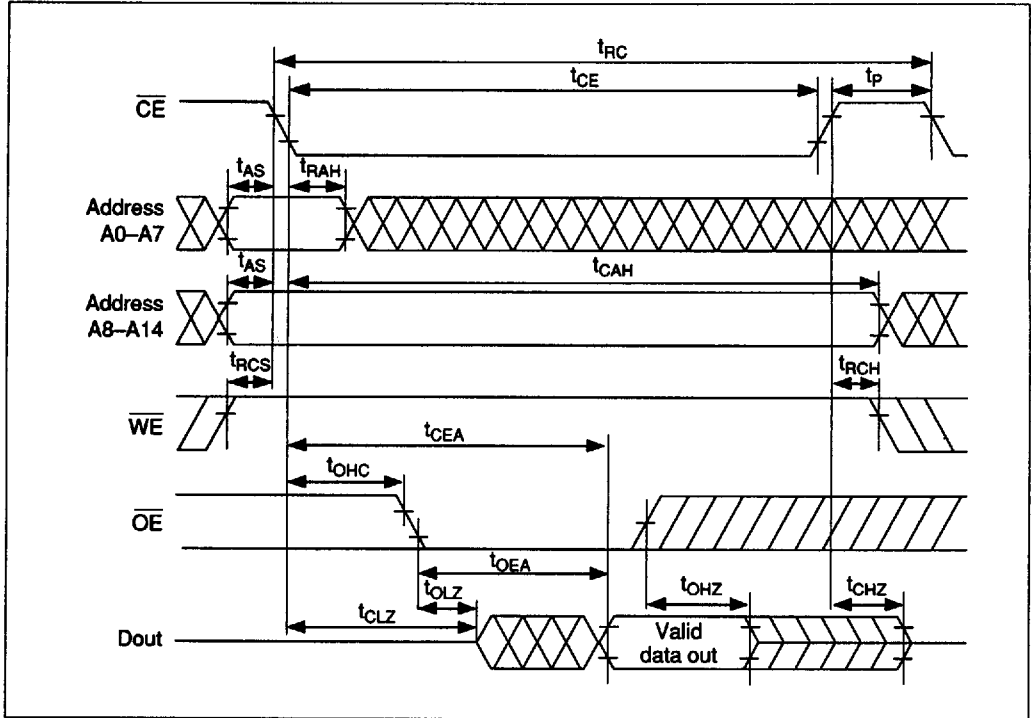 tRC
tCE
tP
CE
tAS
tRAH
Address
A0–A7
tAS
tCAH
Address
A8–A14
tRCS
tRCH
WE
tCEA
tOHC
OE
tOEA
tOLZ
tOHZ
tCHZ
tCLZ
Dout
Valid
data out